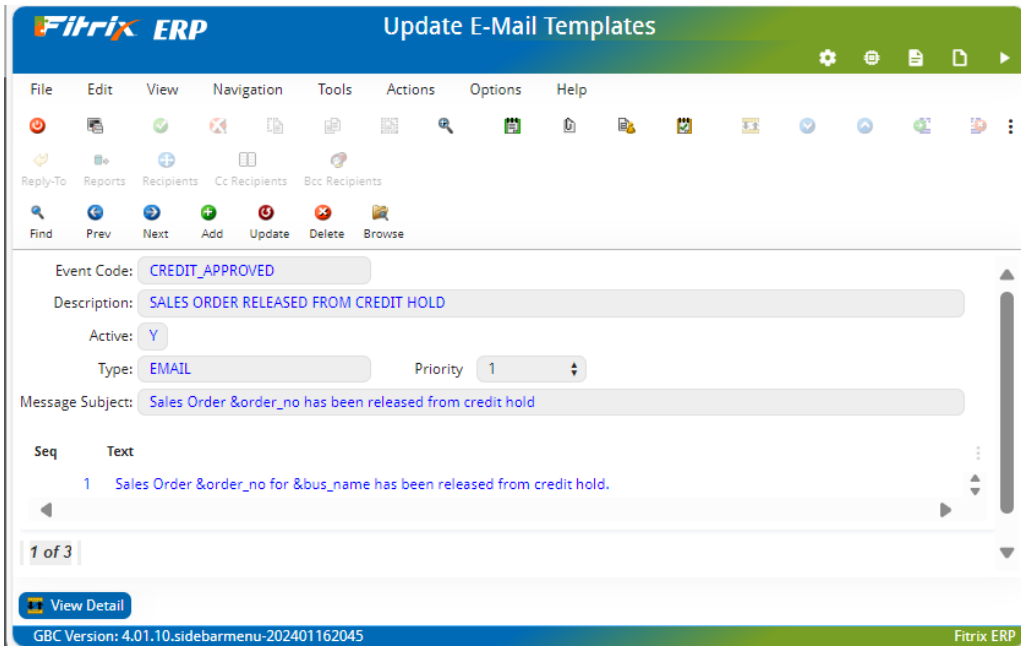 Fitrix ERP
Update E-Mail Templates
File Edit View Navigation Tools Actions Options Help
Reply-To Reports Recipients Cc Recipients Bcc Recipients
Find Prev Next Add Update Delete Browse
Event Code: CREDIT_APPROVED
Description: SALES ORDER RELEASED FROM CREDIT HOLD
Active: Y
Type: EMAIL Priority 1
Message Subject: Sales Order &order_no has been released from credit hold
Seq Text
1 Sales Order &order_no for &bus_name has been released from credit hold.
1 of 3
View Detail
GBC Version: 4.01.10.sidebarmenu-202401162045 Fitrix ERP